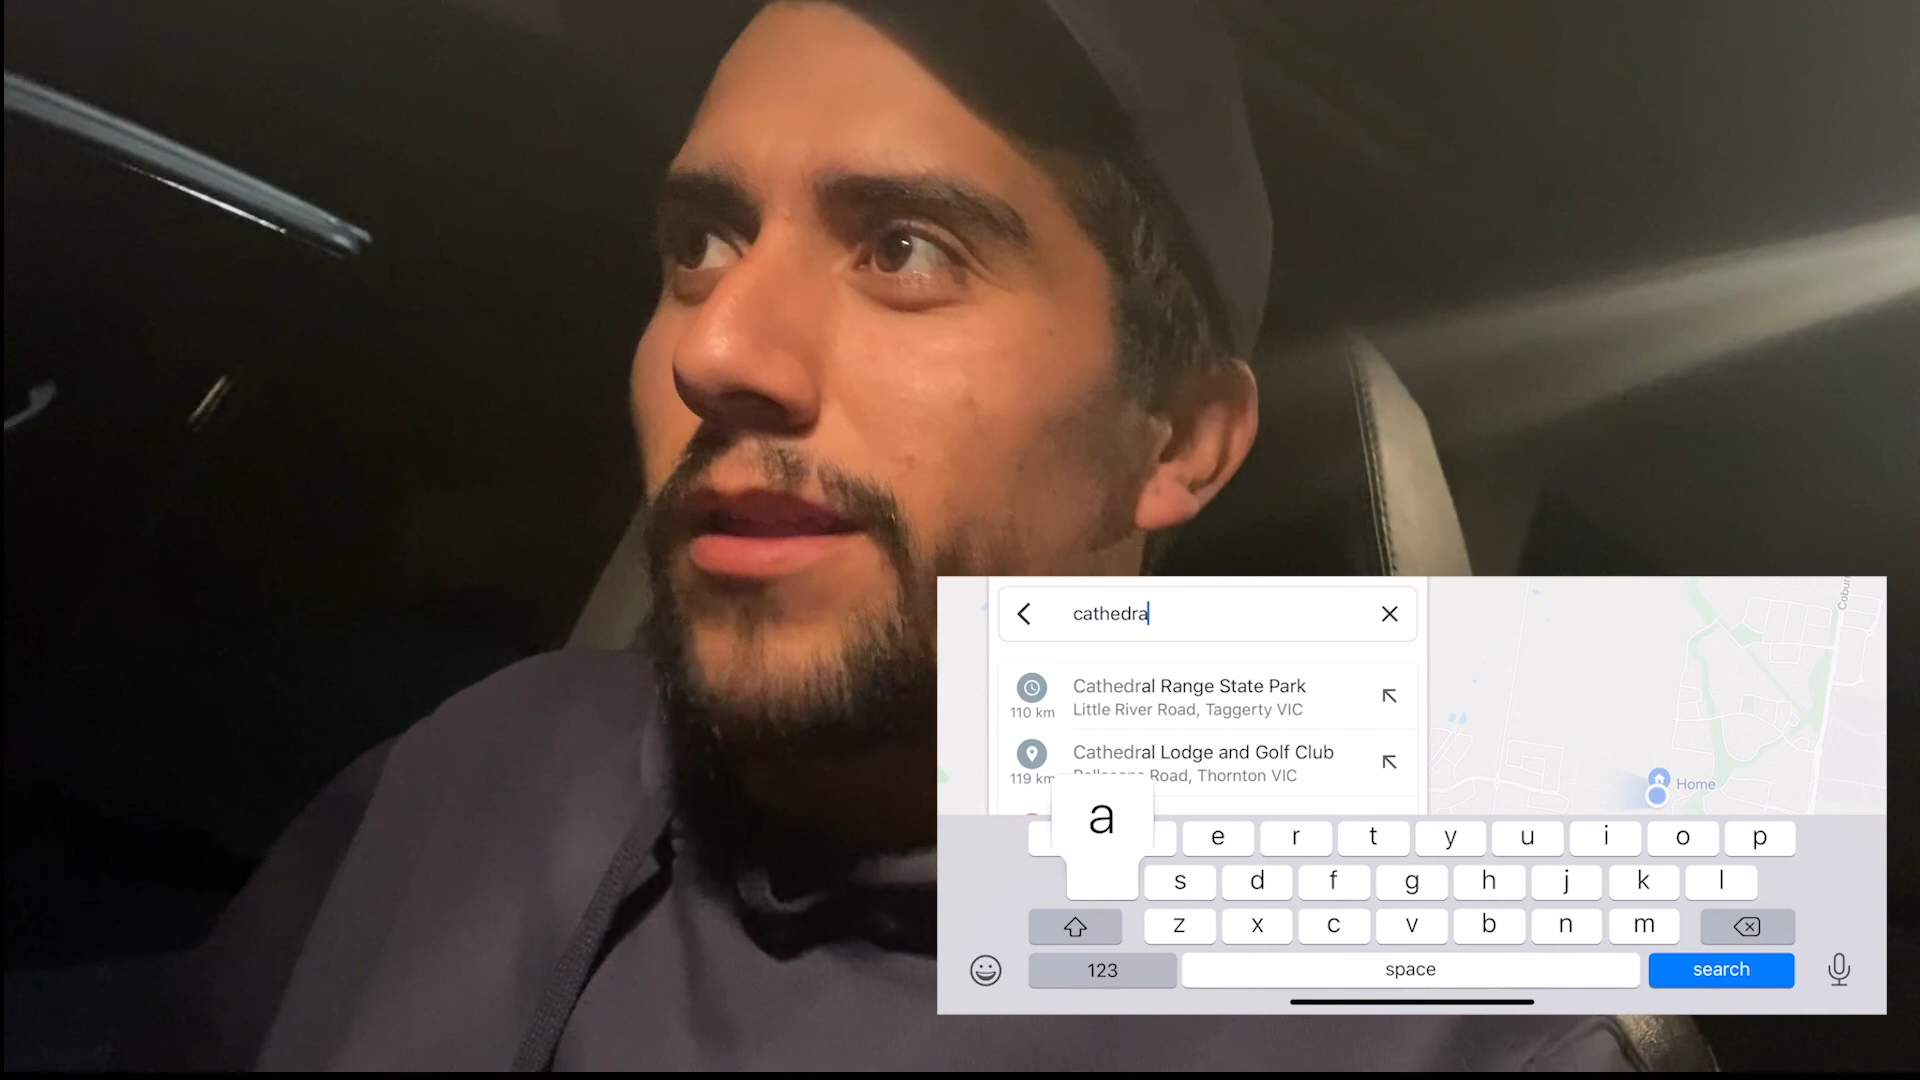 cathedra
Cathedral Range State Park
110 km
Little River Road, Taggerty VIC
Cathedral Lodge and Golf Club
119 km
Road, Thornton VIC
Home
a
e r t y u i o p
s d f g h j k l
z x c v b n m
123
space
search